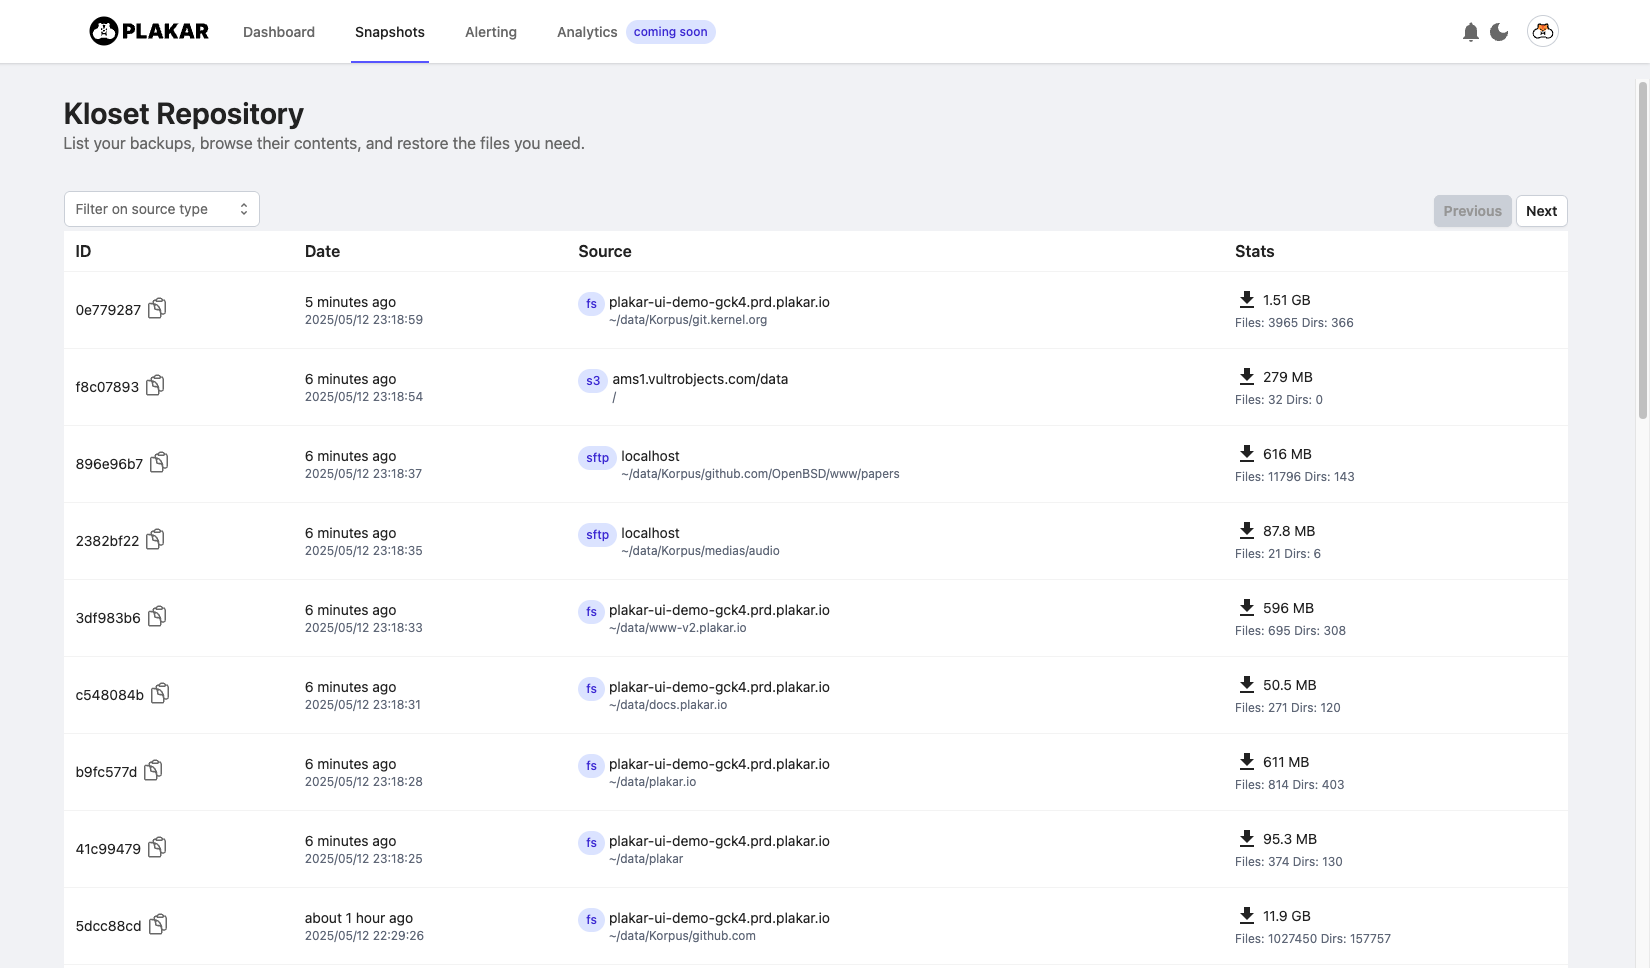 PLAKAR
Dashboard
Snapshots
Alerting
Analytics
coming soon
Kloset Repository
List your backups, browse their contents, and restore the files you need.
Filter on source type
Previous
Next
ID
Date
Source
Stats
0e779287
5 minutes ago
2025/05/12 23:18:59
fs
plakar-ui-demo-gck4.prd.plakar.io
~/data/Korpus/git.kernel.org
1.51 GB
Files: 3965 Dirs: 366
f8c07893
6 minutes ago
2025/05/12 23:18:54
s3
ams1.vultrobjects.com/data
/
279 MB
Files: 32 Dirs: 0
896e96b7
6 minutes ago
2025/05/12 23:18:37
sftp
localhost
~/data/Korpus/github.com/OpenBSD/www/papers
616 MB
Files: 11796 Dirs: 143
2382bf22
6 minutes ago
2025/05/12 23:18:35
sftp
localhost
~/data/Korpus/medias/audio
87.8 MB
Files: 21 Dirs: 6
3df983b6
6 minutes ago
2025/05/12 23:18:33
fs
plakar-ui-demo-gck4.prd.plakar.io
~/data/www-v2.plakar.io
596 MB
Files: 695 Dirs: 308
c548084b
6 minutes ago
2025/05/12 23:18:31
fs
plakar-ui-demo-gck4.prd.plakar.io
~/data/docs.plakar.io
50.5 MB
Files: 271 Dirs: 120
b9fc577d
6 minutes ago
2025/05/12 23:18:28
fs
plakar-ui-demo-gck4.prd.plakar.io
~/data/plakar.io
611 MB
Files: 814 Dirs: 403
41c99479
6 minutes ago
2025/05/12 23:18:25
fs
plakar-ui-demo-gck4.prd.plakar.io
~/data/plakar
95.3 MB
Files: 374 Dirs: 130
5dcc88cd
about 1 hour ago
2025/05/12 22:29:26
fs
plakar-ui-demo-gck4.prd.plakar.io
~/data/Korpus/github.com
11.9 GB
Files: 1027450 Dirs: 157757